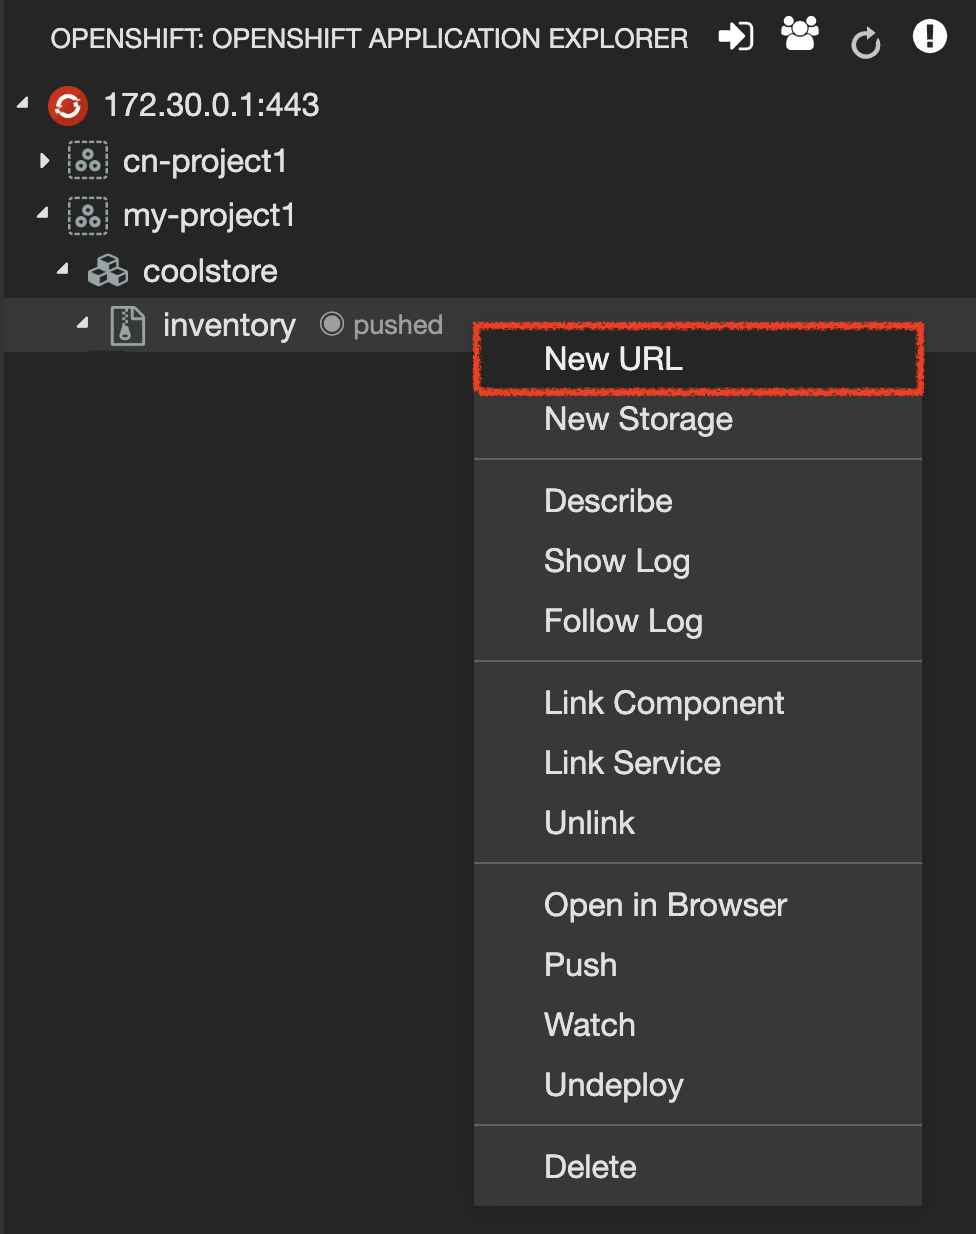 OPENSHIFT: OPENSHIFT APPLICATION EXPLORER
172.30.0.1:443
cn-project1
my-project1
coolstore
inventory pushed
New URL
New Storage
Describe
Show Log
Follow Log
Link Component
Link Service
Unlink
Open in Browser
Push
Watch
Undeploy
Delete